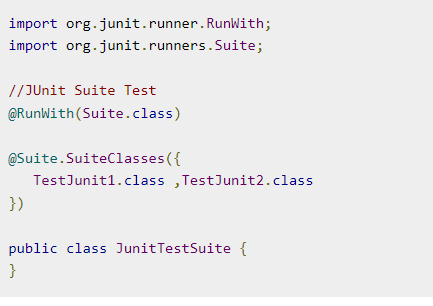 import org.junit.runner.RunWith;
import org.junit.runners.Suite;
//JUnit Suite Test
@RunWith(Suite.class)
@Suite.SuiteClasses({
TestJunit1.class ,TestJunit2.class
})
public class JunitTestSuite {
}